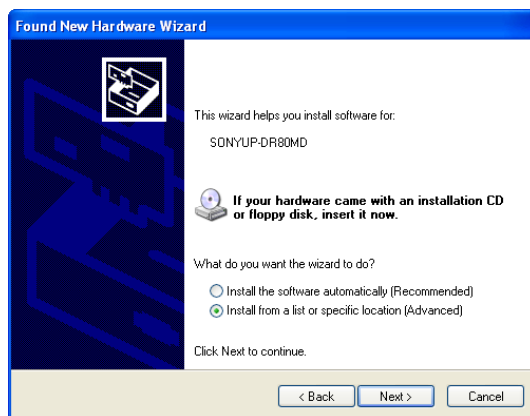 Found New Hardware Wizard
This wizard helps you install software for:
SONYUP-DR80MD
If your hardware came with an installation CD
or floppy disk, insert it now.
What do you want the wizard to do?
Install the software automatically (Recommended)
Install from a list or specific location (Advanced)
Click Next to continue.
< Back
Next >
Cancel